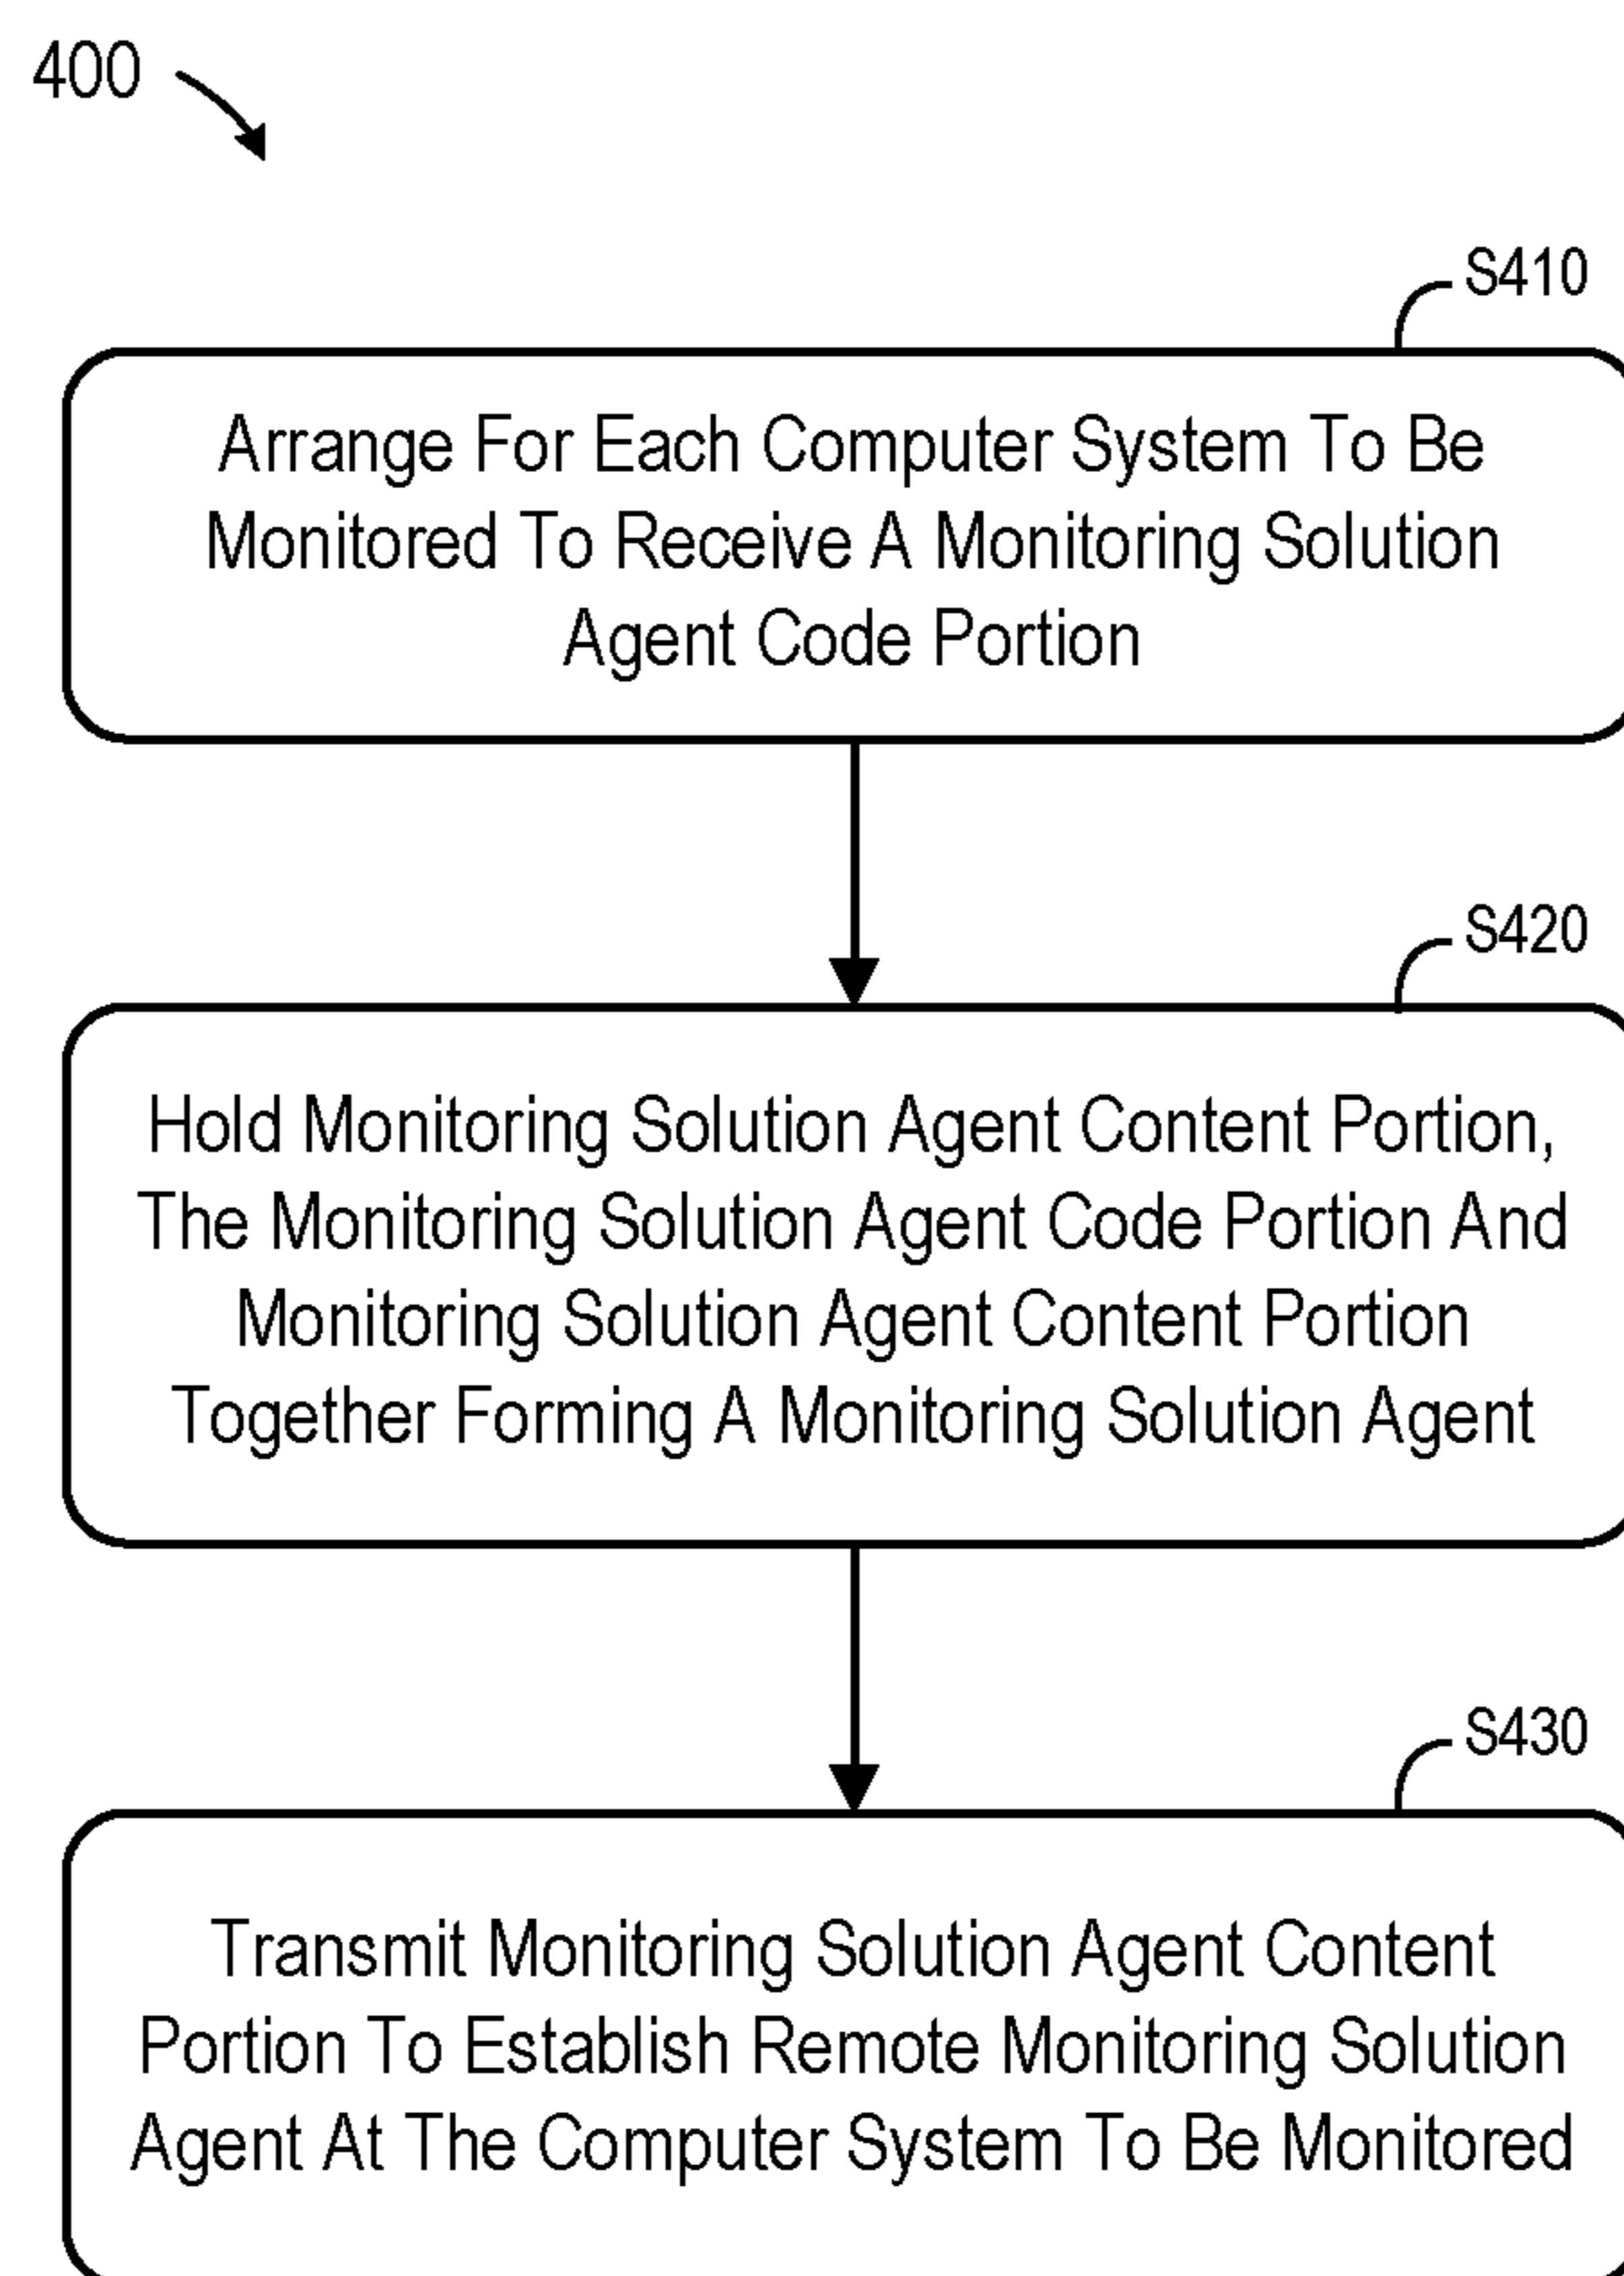 400
S410
Arrange For Each Computer System To Be
Monitored To Receive A Monitoring Solution
Agent Code Portion
S420
Hold Monitoring Solution Agent Content Portion,
The Monitoring Solution Agent Code Portion And
Monitoring Solution Agent Content Portion
Together Forming A Monitoring Solution Agent
S430
Transmit Monitoring Solution Agent Content
Portion To Establish Remote Monitoring Solution
Agent At The Computer System To Be Monitored